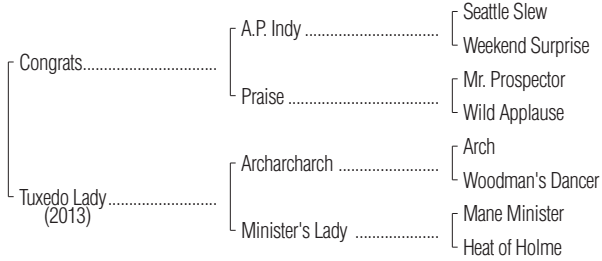 Seattle Slew
A.P. Indy ..............................
Weekend Surprise
Congrats..............................
Mr. Prospector
Praise ..................................
Wild Applause
Arch
Archarcharch ......................
Woodman's Dancer
Tuxedo Lady........................
(2013)
Mane Minister
Minister's Lady ..................
Heat of Holme